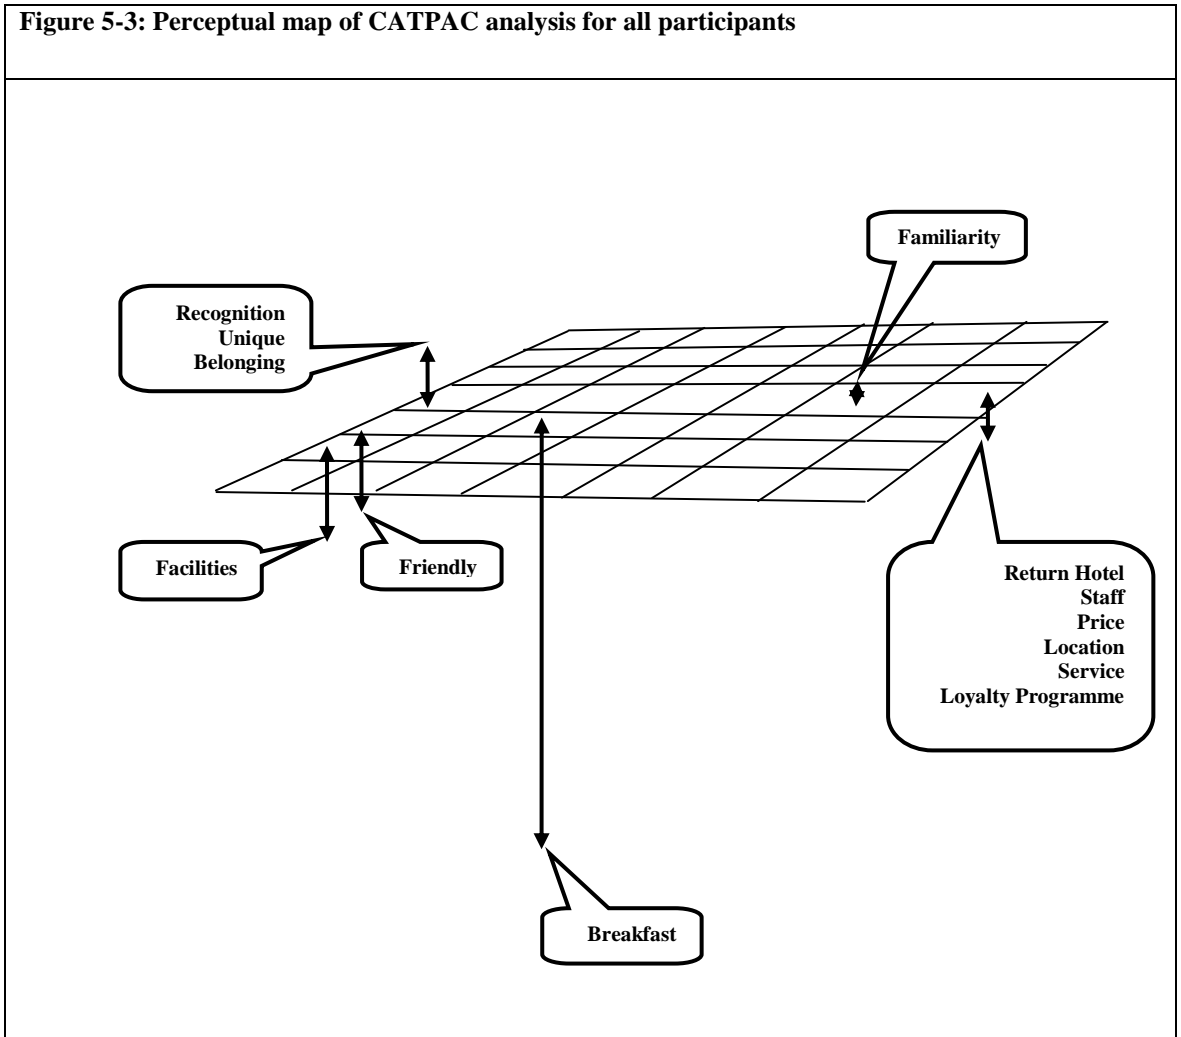 Figure 5-3: Perceptual map of CATPAC analysis for all participants
Familiarity
Recognition
Unique
Belonging
Facilities
Friendly
Return Hotel
Staff
Price
Location
Service
Loyalty Programme
Breakfast